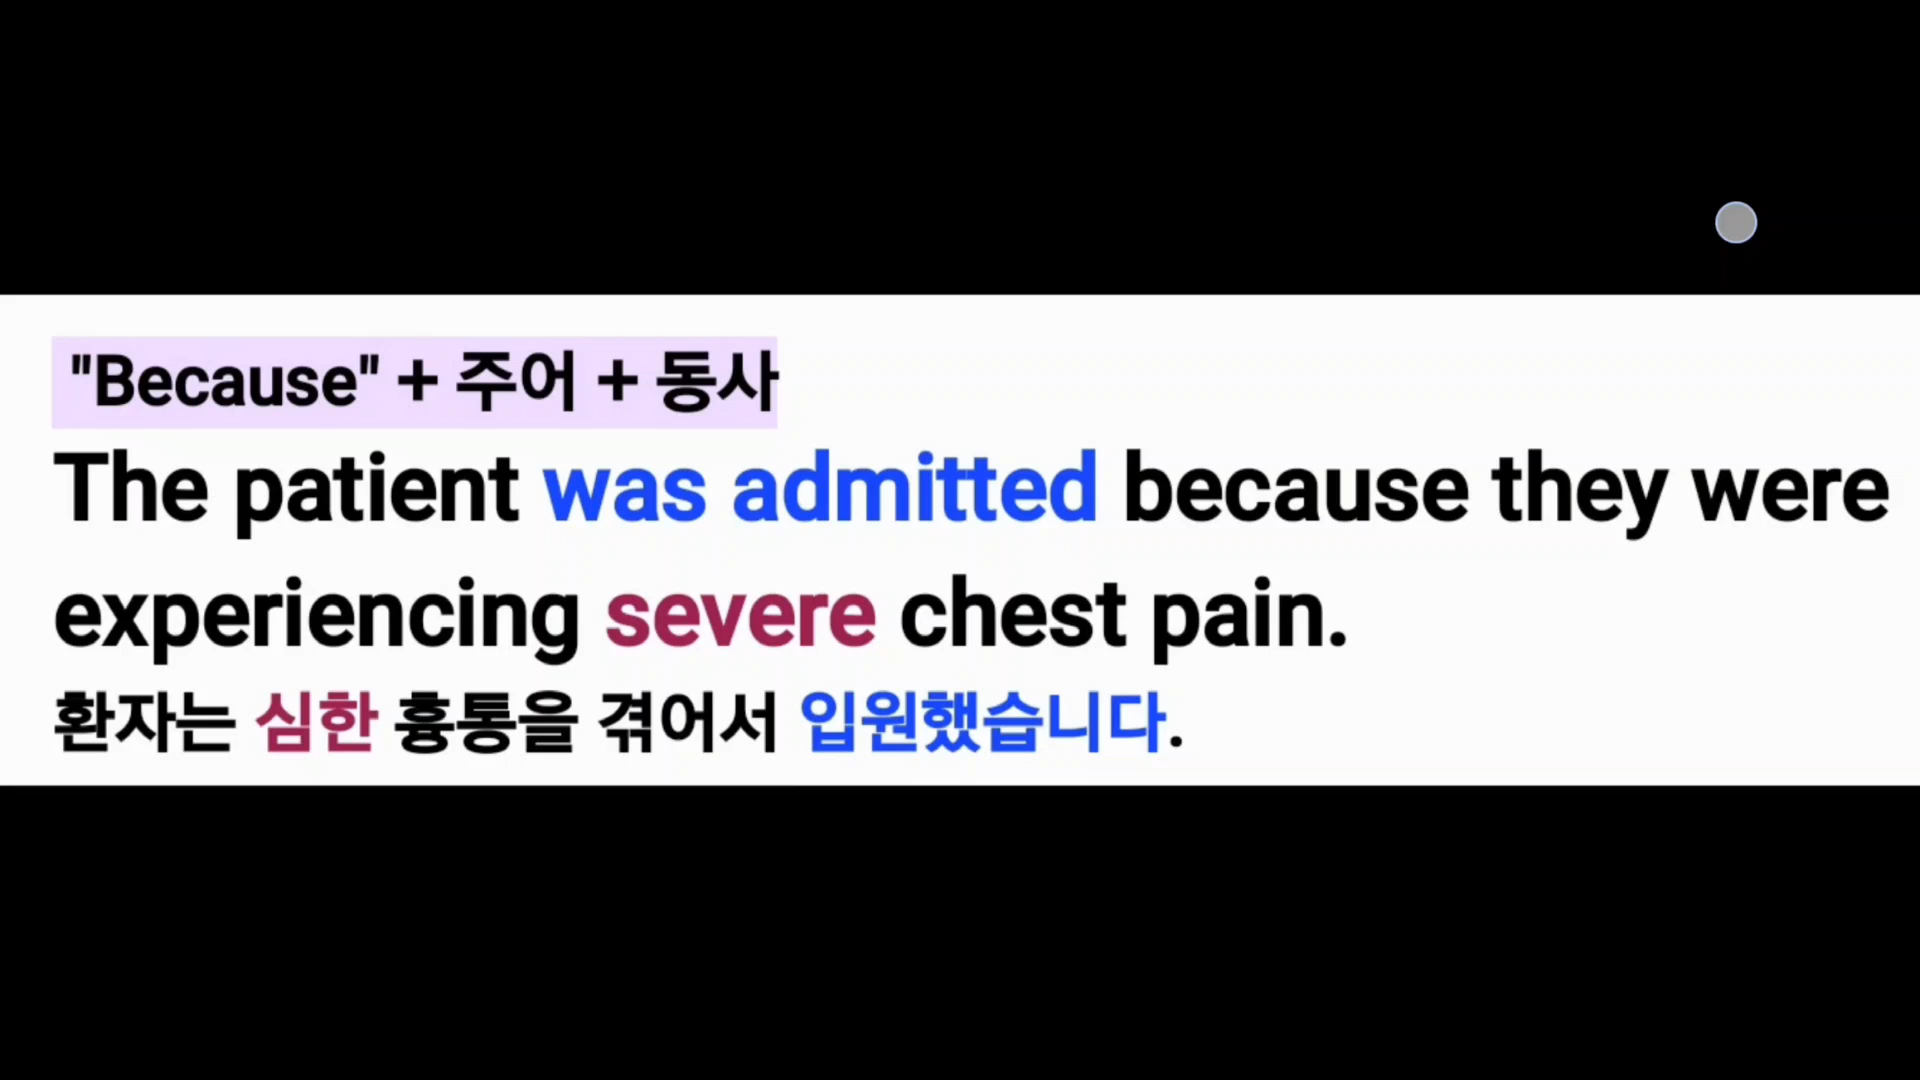 "Because" + 주어 + 동사
The patient was admitted because they were
experiencing severe chest pain.
환자는 심한 흉통을 겪어서 입원했습니다.